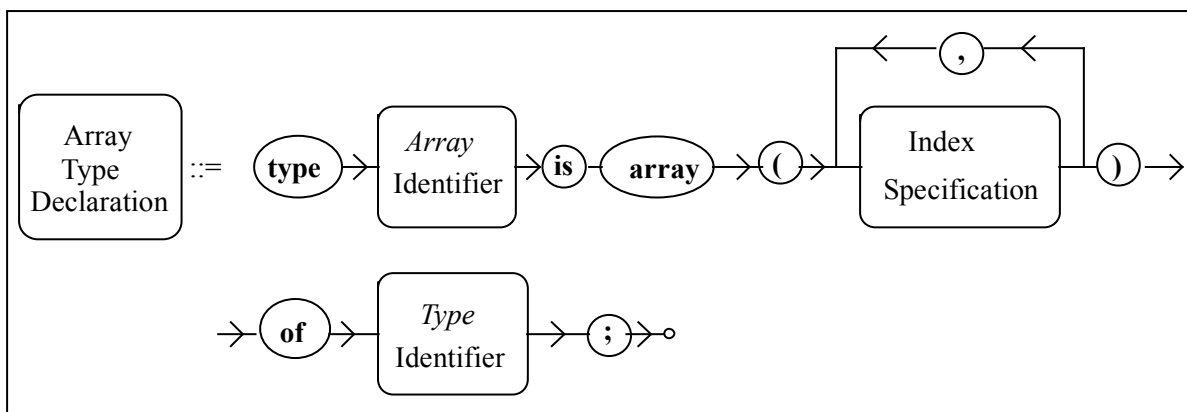 ,
Array
Type
Declaration
::=
type
Array
Identifier
is
array
(
Index
Specification
)
of
Type
Identifier
;